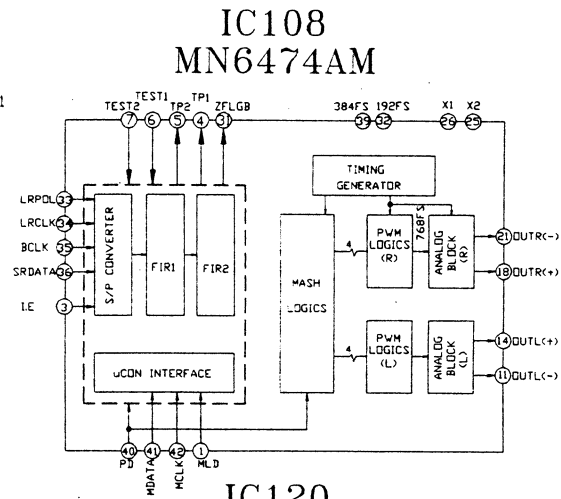 IC108
MN6474AM
1
TEST2 TEST1 TP2 TP1 ZFLGB 384FS 192FS X1 X2
7 6 5 4 31 39 32 26 25
TIMING
GENERATOR
LRPOL 33
LRCLK 34
BCLK 35
SRDATA 36
I.E 3
S/P CONVERTER
FIR1
FIR2
MASH
LOGICS
4
PWM
LOGICS
(R)
768FS
ANALOG
BLOCK
(R)
21 OUTR(-)
18 OUTR(+)
4
PWM
LOGICS
(L)
ANALOG
BLOCK
(L)
14 OUTL(+)
11 OUTL(-)
uCON INTERFACE
40 41 42 1
PD MDATA MCLK MLD
IC120